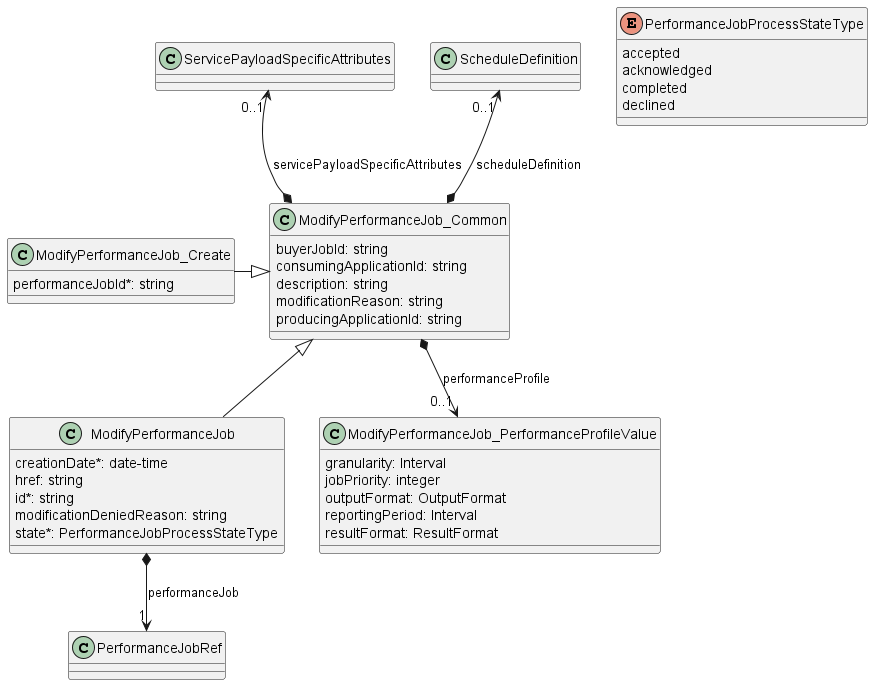 E PerformanceJobProcessStateType
accepted
acknowledged
completed
declined
C ServicePayloadSpecificAttributes
C ScheduleDefinition
0..1
0..1
servicePayloadSpecificAttributes
scheduleDefinition
C ModifyPerformanceJob_Common
buyerJobId: string
consumingApplicationId: string
description: string
modificationReason: string
producingApplicationId: string
C ModifyPerformanceJob_Create
performanceJobId*: string
performanceProfile
0..1
C ModifyPerformanceJob
creationDate*: date-time
href: string
id*: string
modificationDeniedReason: string
state*: PerformanceJobProcessStateType
C ModifyPerformanceJob_PerformanceProfileValue
granularity: Interval
jobPriority: integer
outputFormat: OutputFormat
reportingPeriod: Interval
resultFormat: ResultFormat
performanceJob
1
C PerformanceJobRef